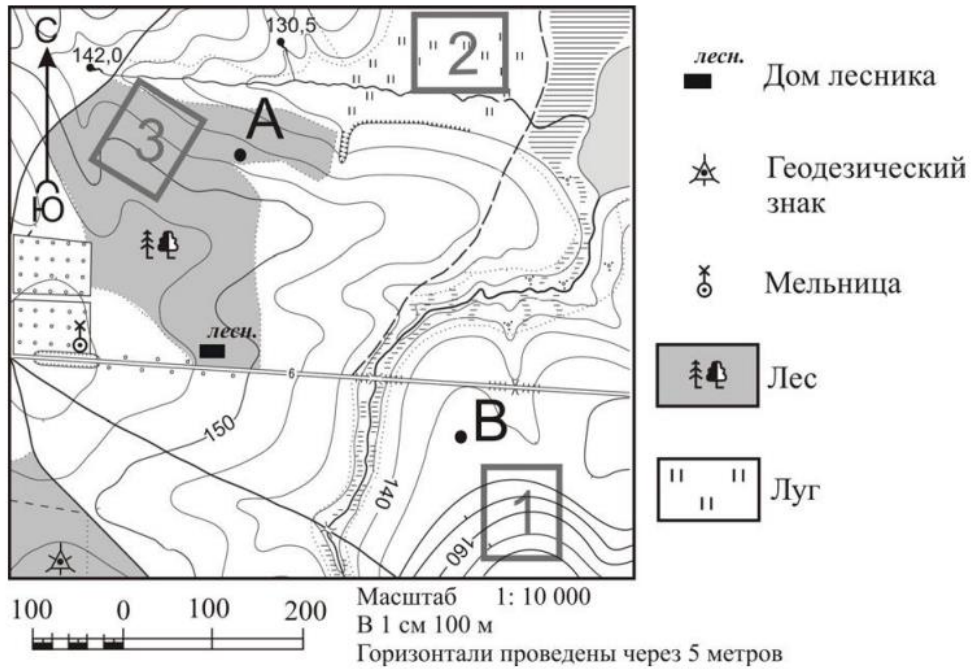 С
142,0
130,5
2
3
А
Ю
лесн.
6
150
В
140
160
1
лесн.
Дом лесника
Геодезический
знак
Мельница
Лес
Луг
100 0 100 200
Масштаб 1: 10 000
В 1 см 100 м
Горизонтали проведены через 5 метров